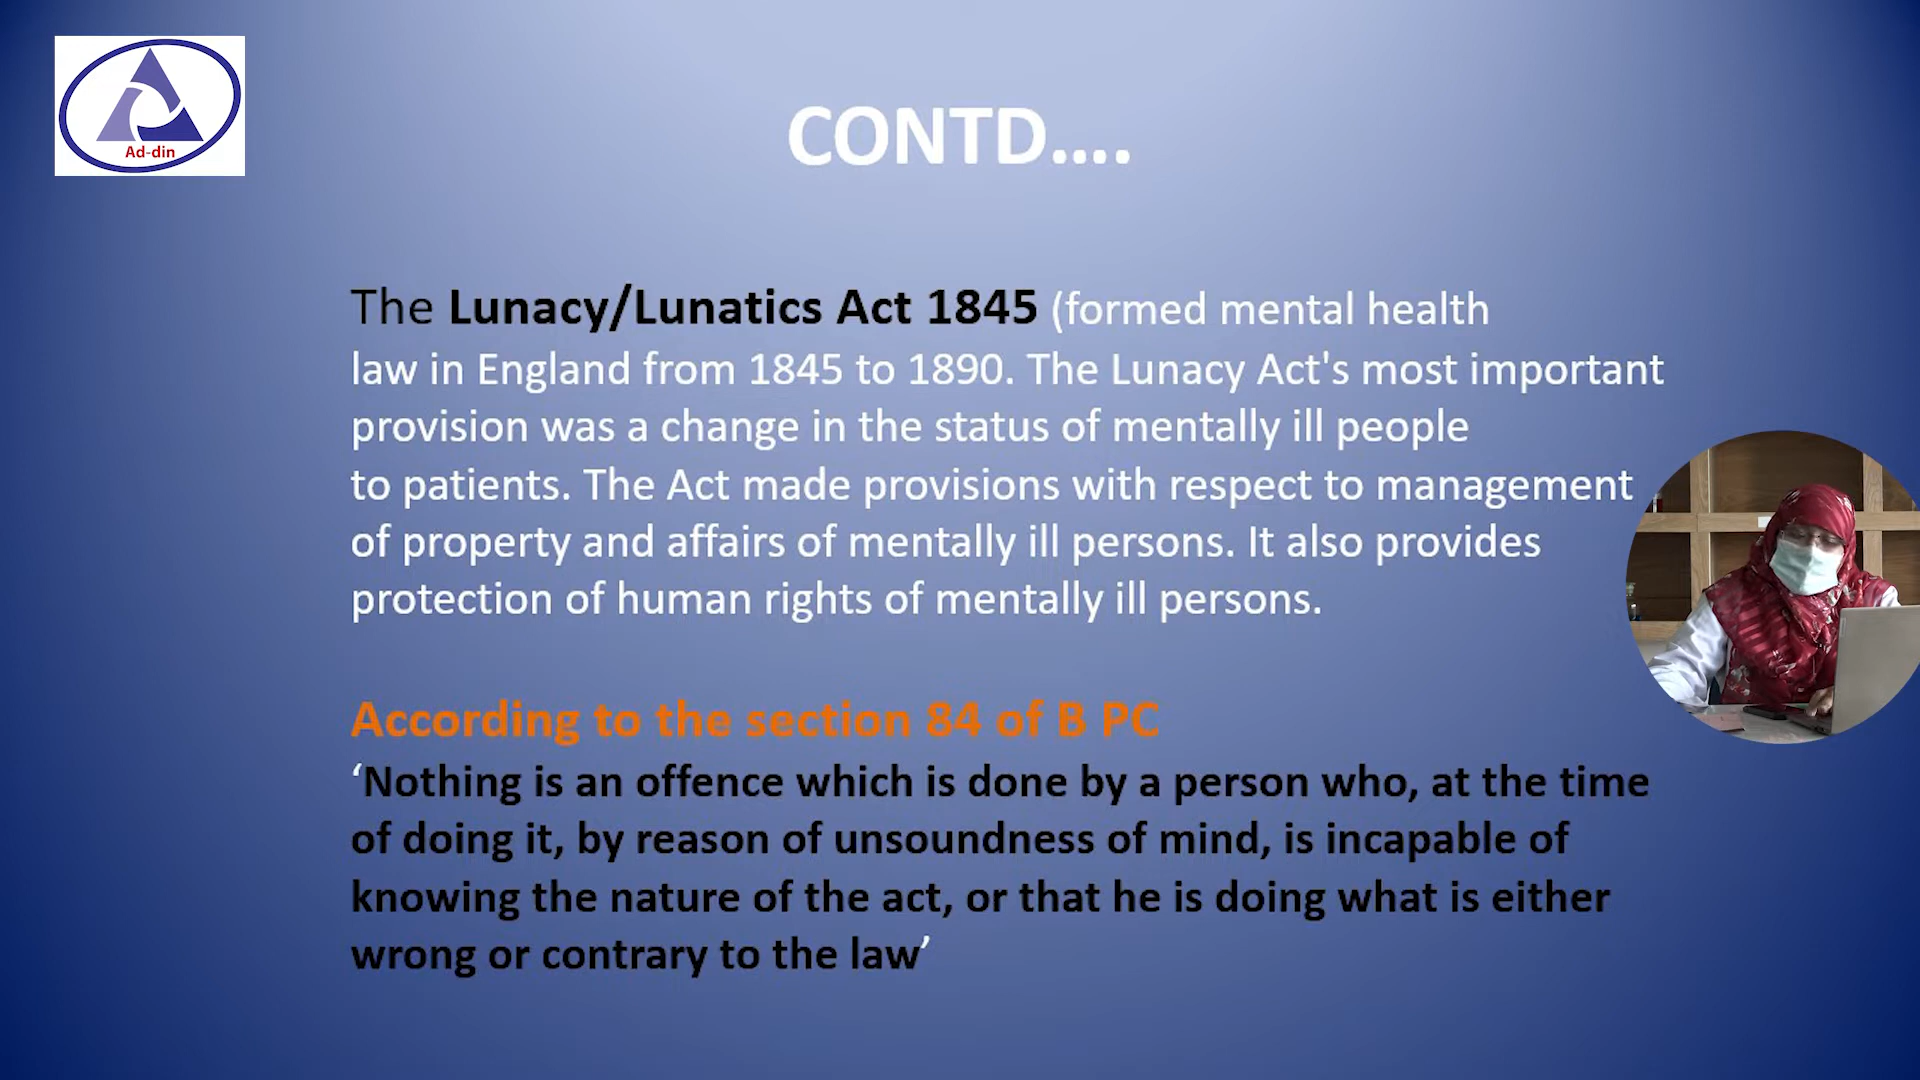 Ad-din
CONTD....
The Lunacy/Lunatics Act 1845 (formed mental health
law in England from 1845 to 1890. The Lunacy Act's most important
provision was a change in the status of mentally ill people
to patients. The Act made provisions with respect to management
of property and affairs of mentally ill persons. It also provides
protection of human rights of mentally ill persons.
According to the section 84 of B PC
‘Nothing is an offence which is done by a person who, at the time
of doing it, by reason of unsoundness of mind, is incapable of
knowing the nature of the act, or that he is doing what is either
wrong or contrary to the law’